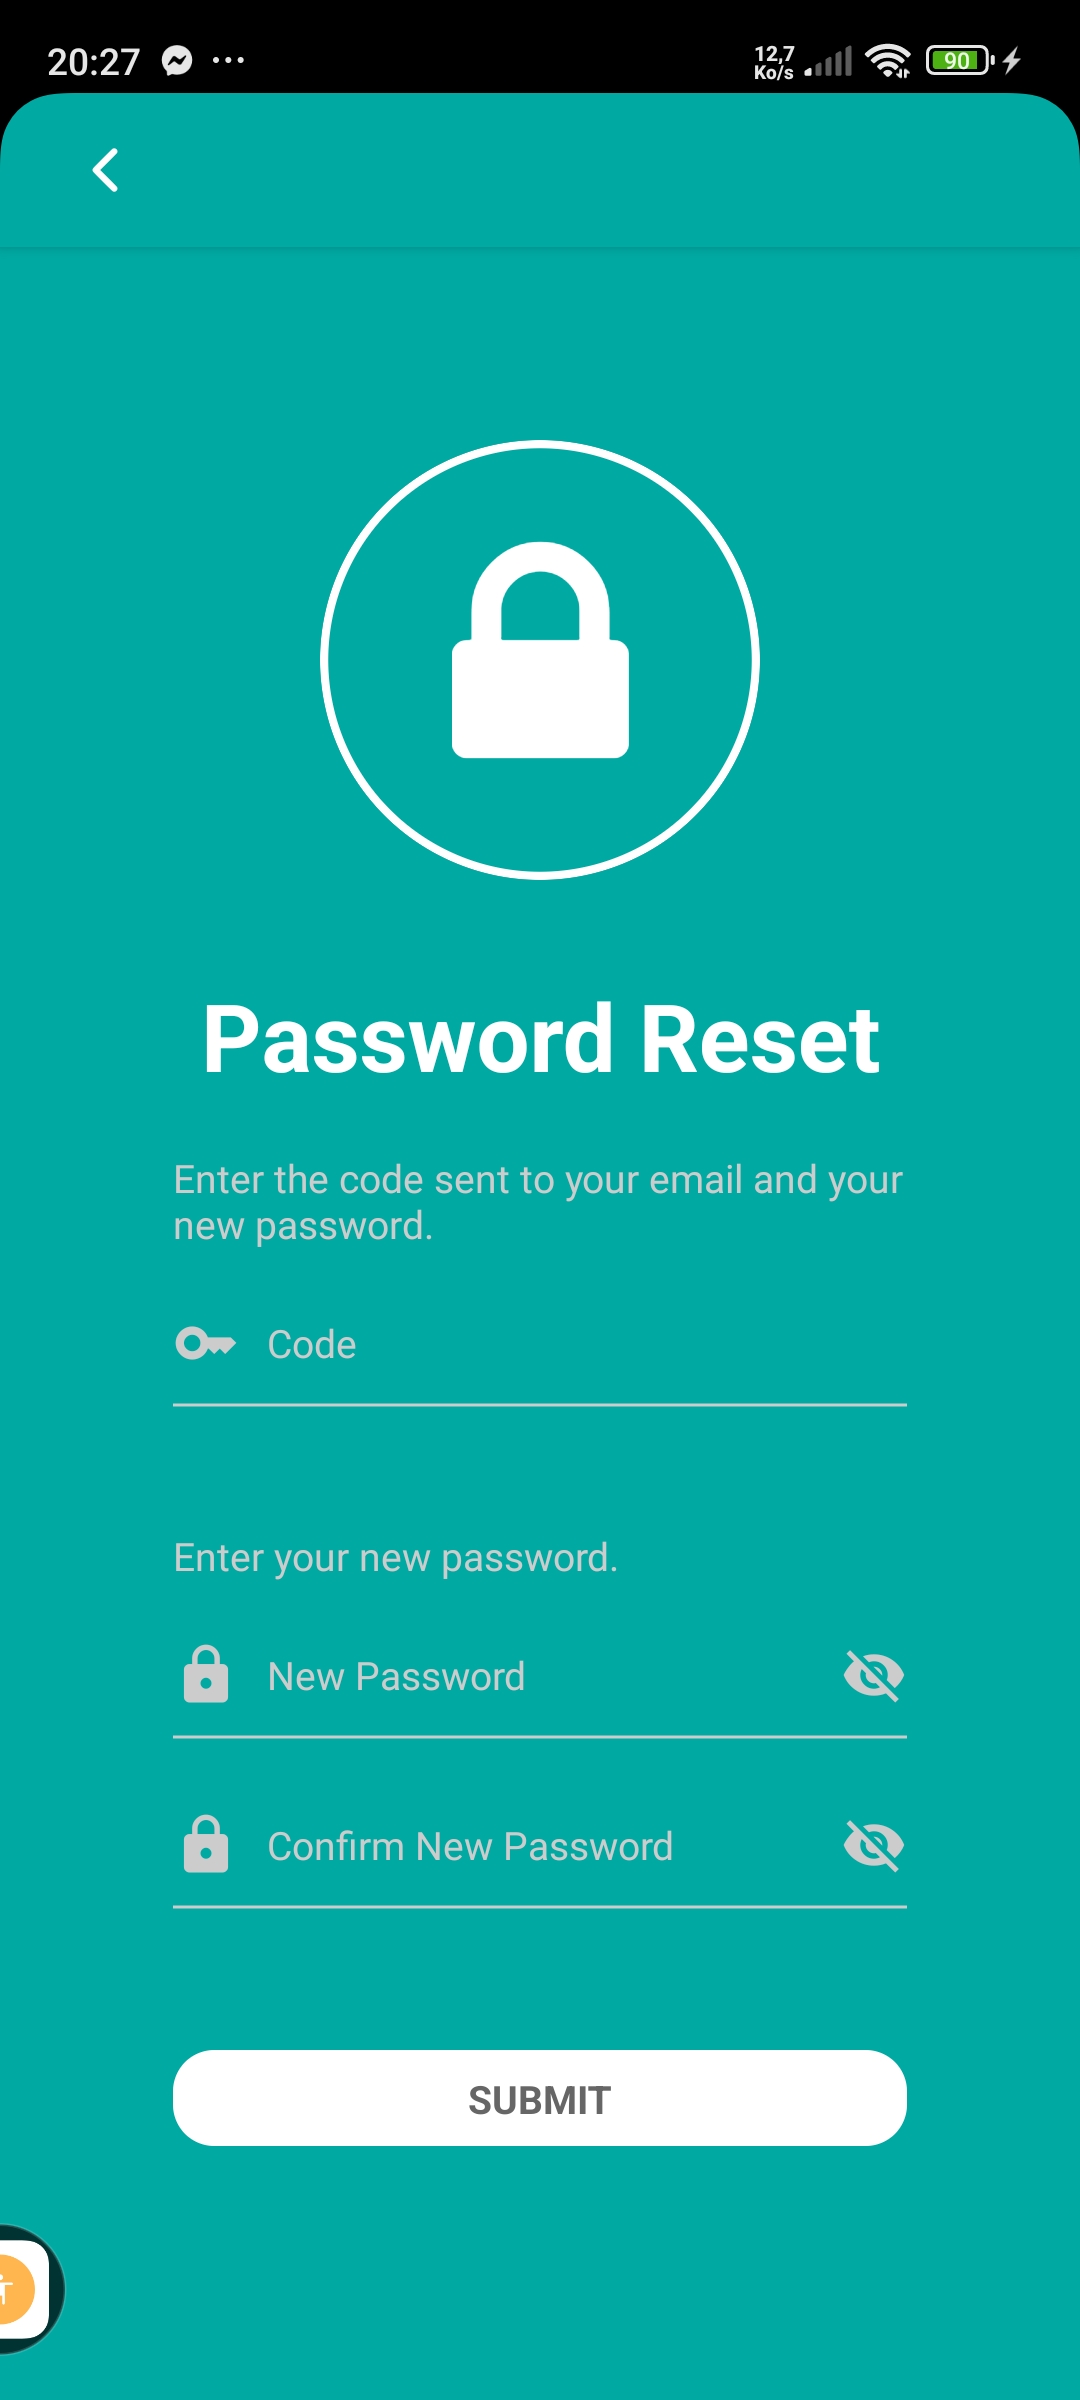 20:27 ...
12,7
Ko/s
90
Password Reset
Enter the code sent to your email and your
new password.
Code
Enter your new password.
New Password
Confirm New Password
SUBMIT